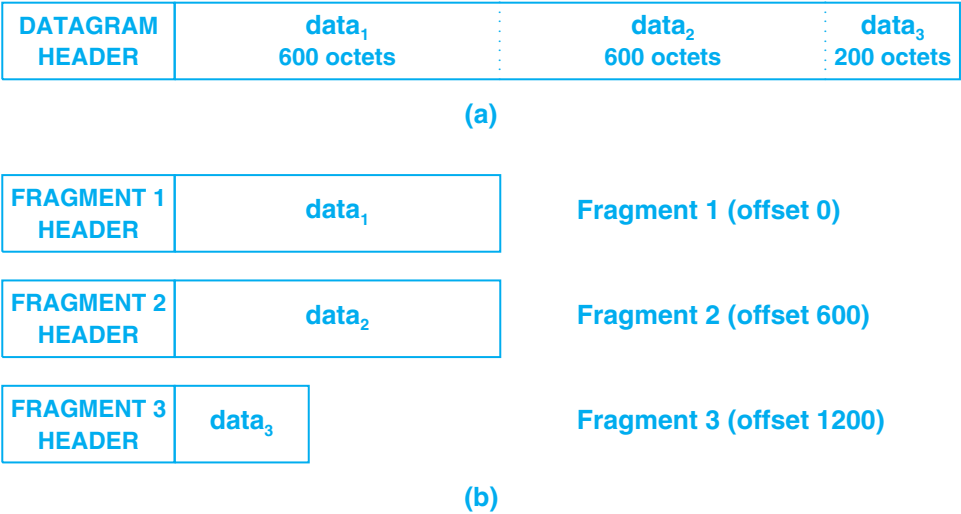 DATAGRAM HEADER
data₁ 600 octets
data₂ 600 octets
data₃ 200 octets
(a)
FRAGMENT 1 HEADER
data₁
Fragment 1 (offset 0)
FRAGMENT 2 HEADER
data₂
Fragment 2 (offset 600)
FRAGMENT 3 HEADER
data₃
Fragment 3 (offset 1200)
(b)